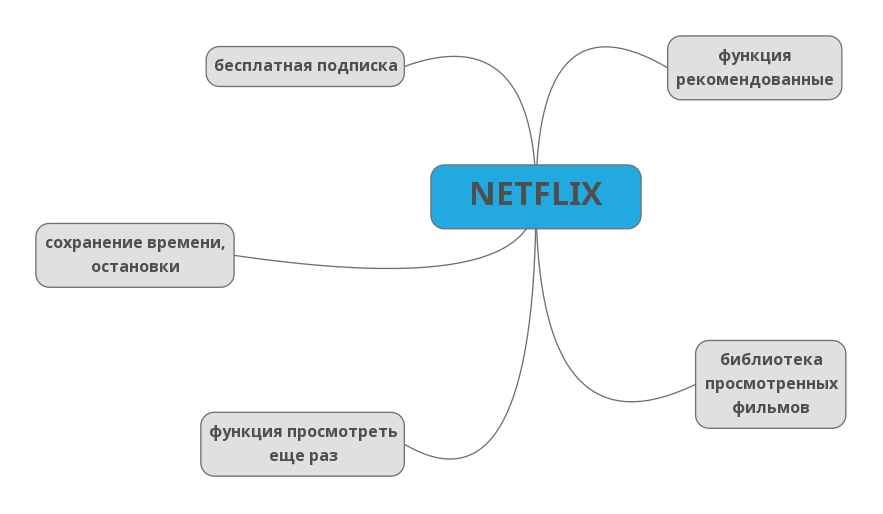 бесплатная подписка
функция
рекомендованные
NETFLIX
сохранение времени,
остановки
библиотека
просмотренных
фильмов
функция просмотреть
еще раз